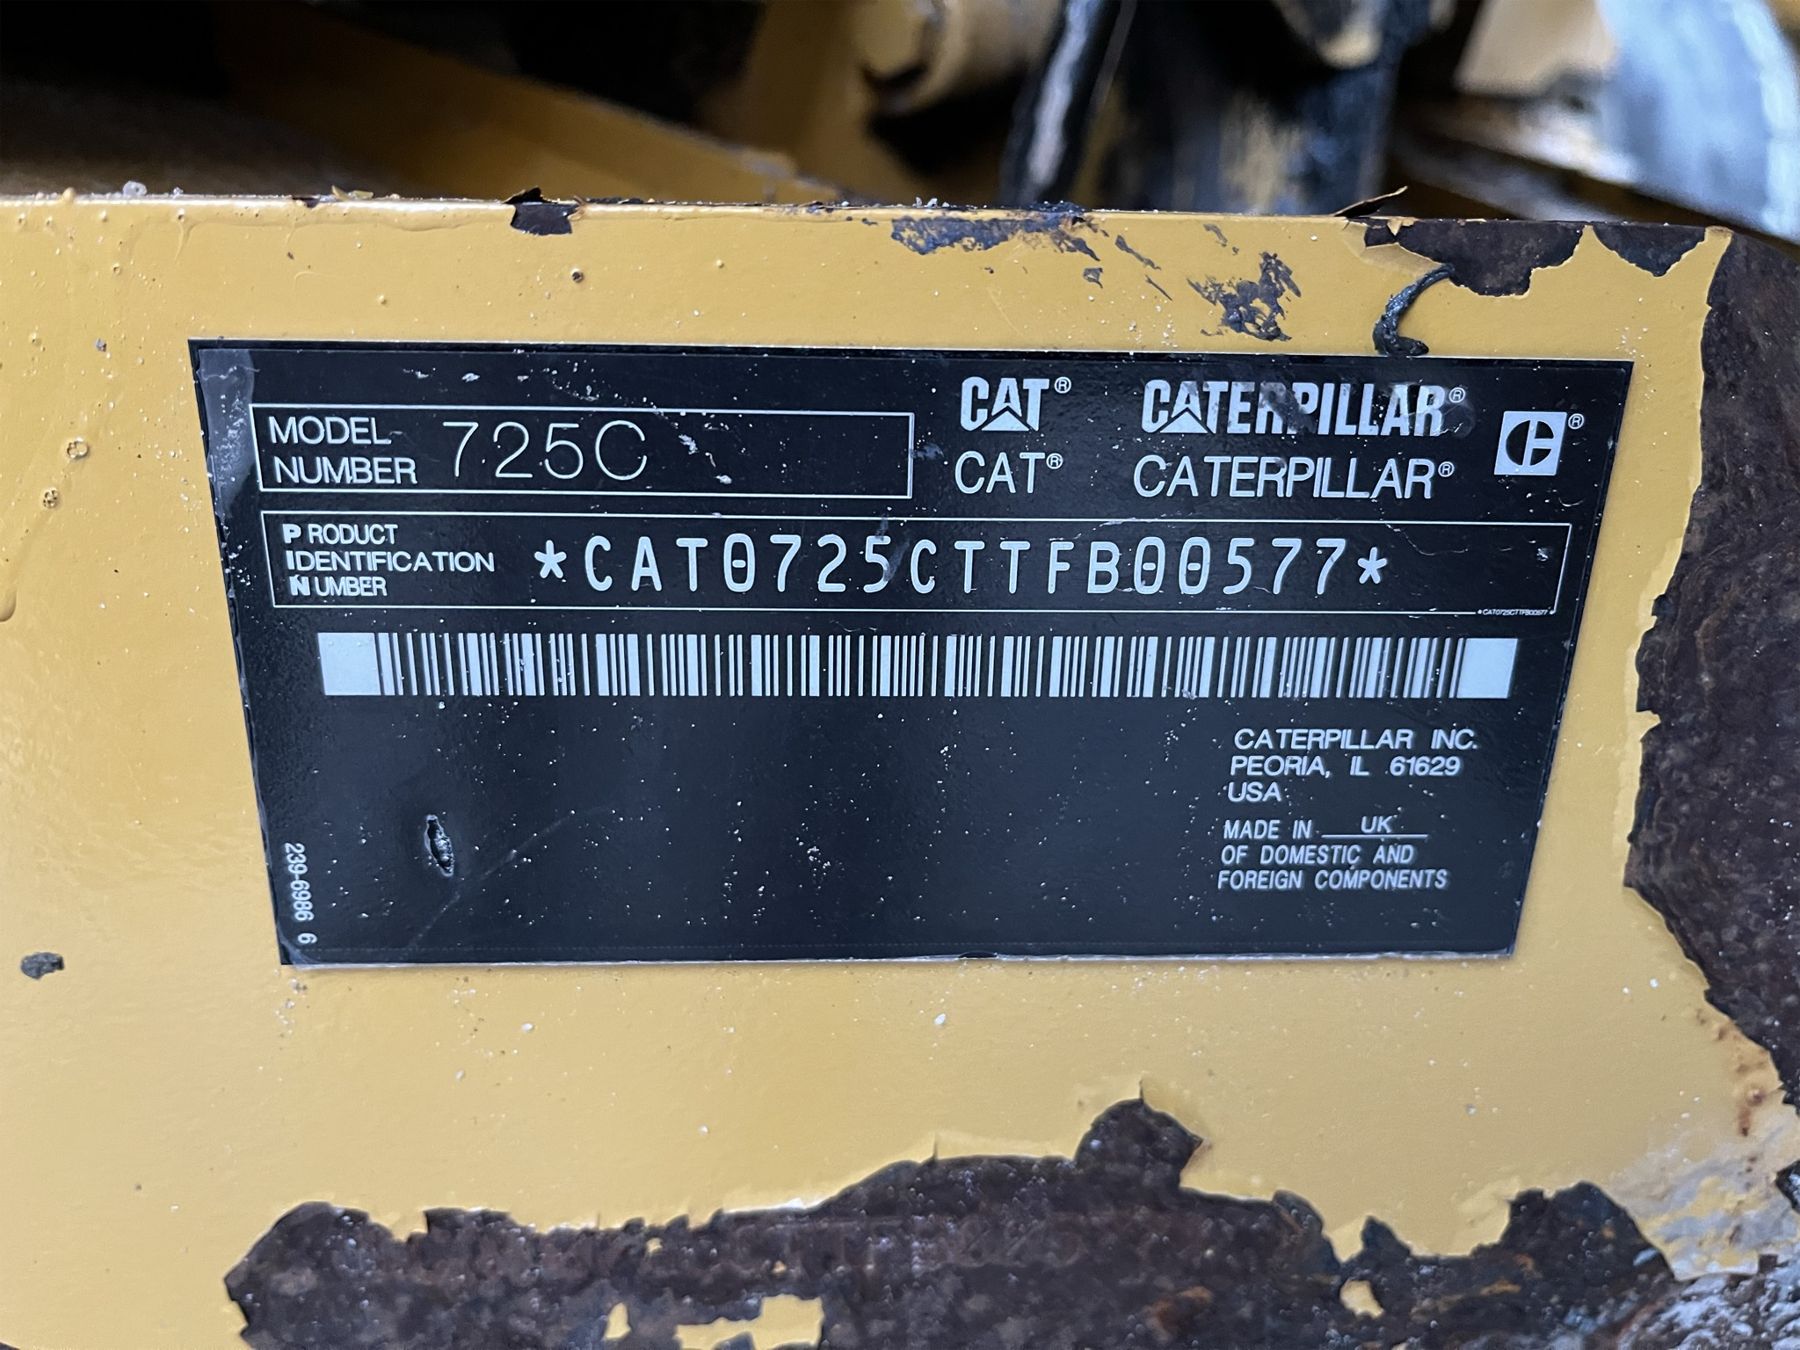 MODEL NUMBER 725C
CAT® CATERPILLAR®
CAT® CATERPILLAR®
PRODUCT IDENTIFICATION NUMBER *CAT0725CTTFB00577*
*CAT0725CTTFB00577*
CATERPILLAR INC.
PEORIA, IL 61629
USA
MADE IN UK
OF DOMESTIC AND
FOREIGN COMPONENTS
239-6986 6